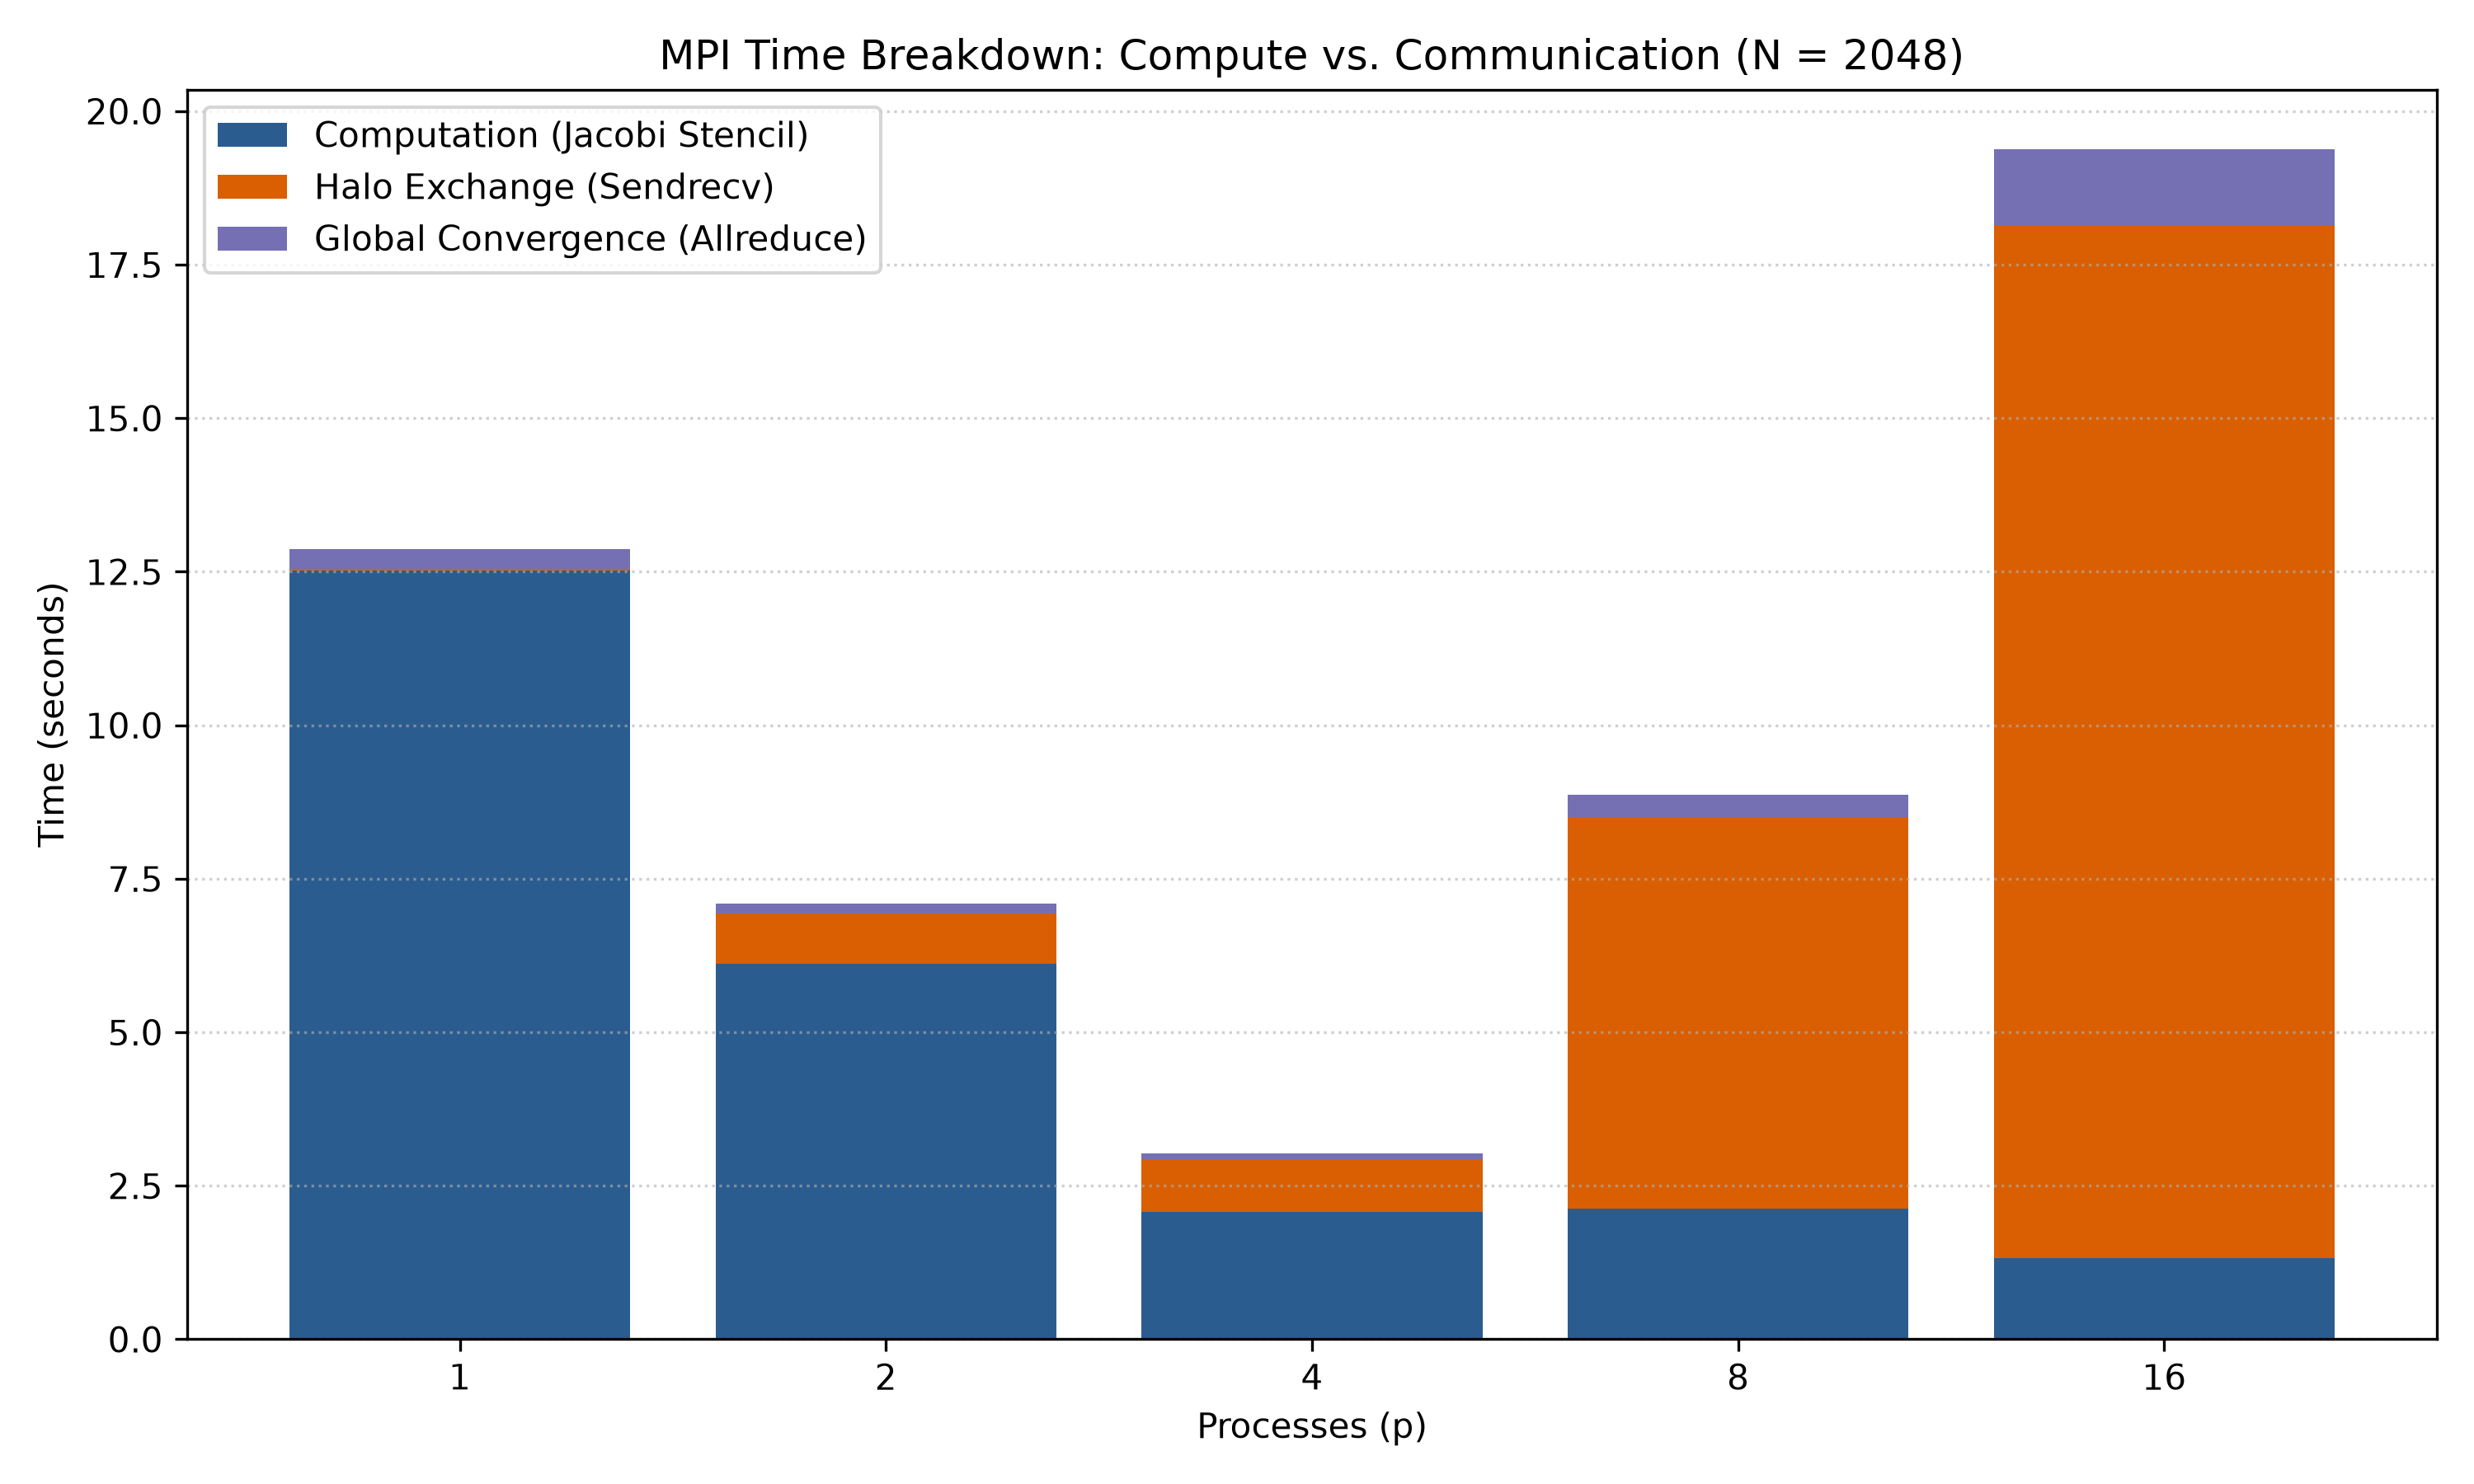 MPI Time Breakdown: Compute vs. Communication (N = 2048)
Computation (Jacobi Stencil)
Halo Exchange (Sendrecv)
Global Convergence (Allreduce)
Time (seconds)
20.0
17.5
15.0
12.5
10.0
7.5
5.0
2.5
0.0
1 2 4 8 16
Processes (p)